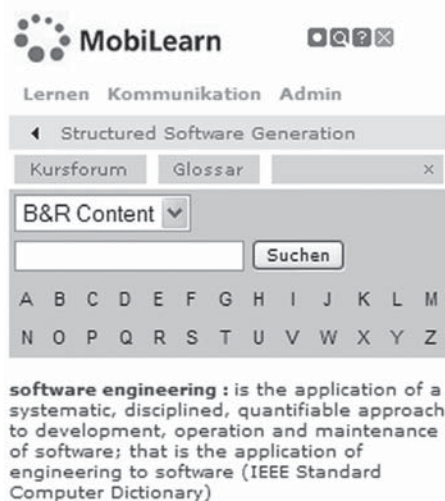 MobiLearn
Lernen Kommunikation Admin
Structured Software Generation
Kursforum Glossar ×
B&R Content
Suchen
A B C D E F G H I J K L M
N O P Q R S T U V W X Y Z
software engineering : is the application of a
systematic, disciplined, quantifiable approach
to development, operation and maintenance
of software; that is the application of
engineering to software (IEEE Standard
Computer Dictionary)